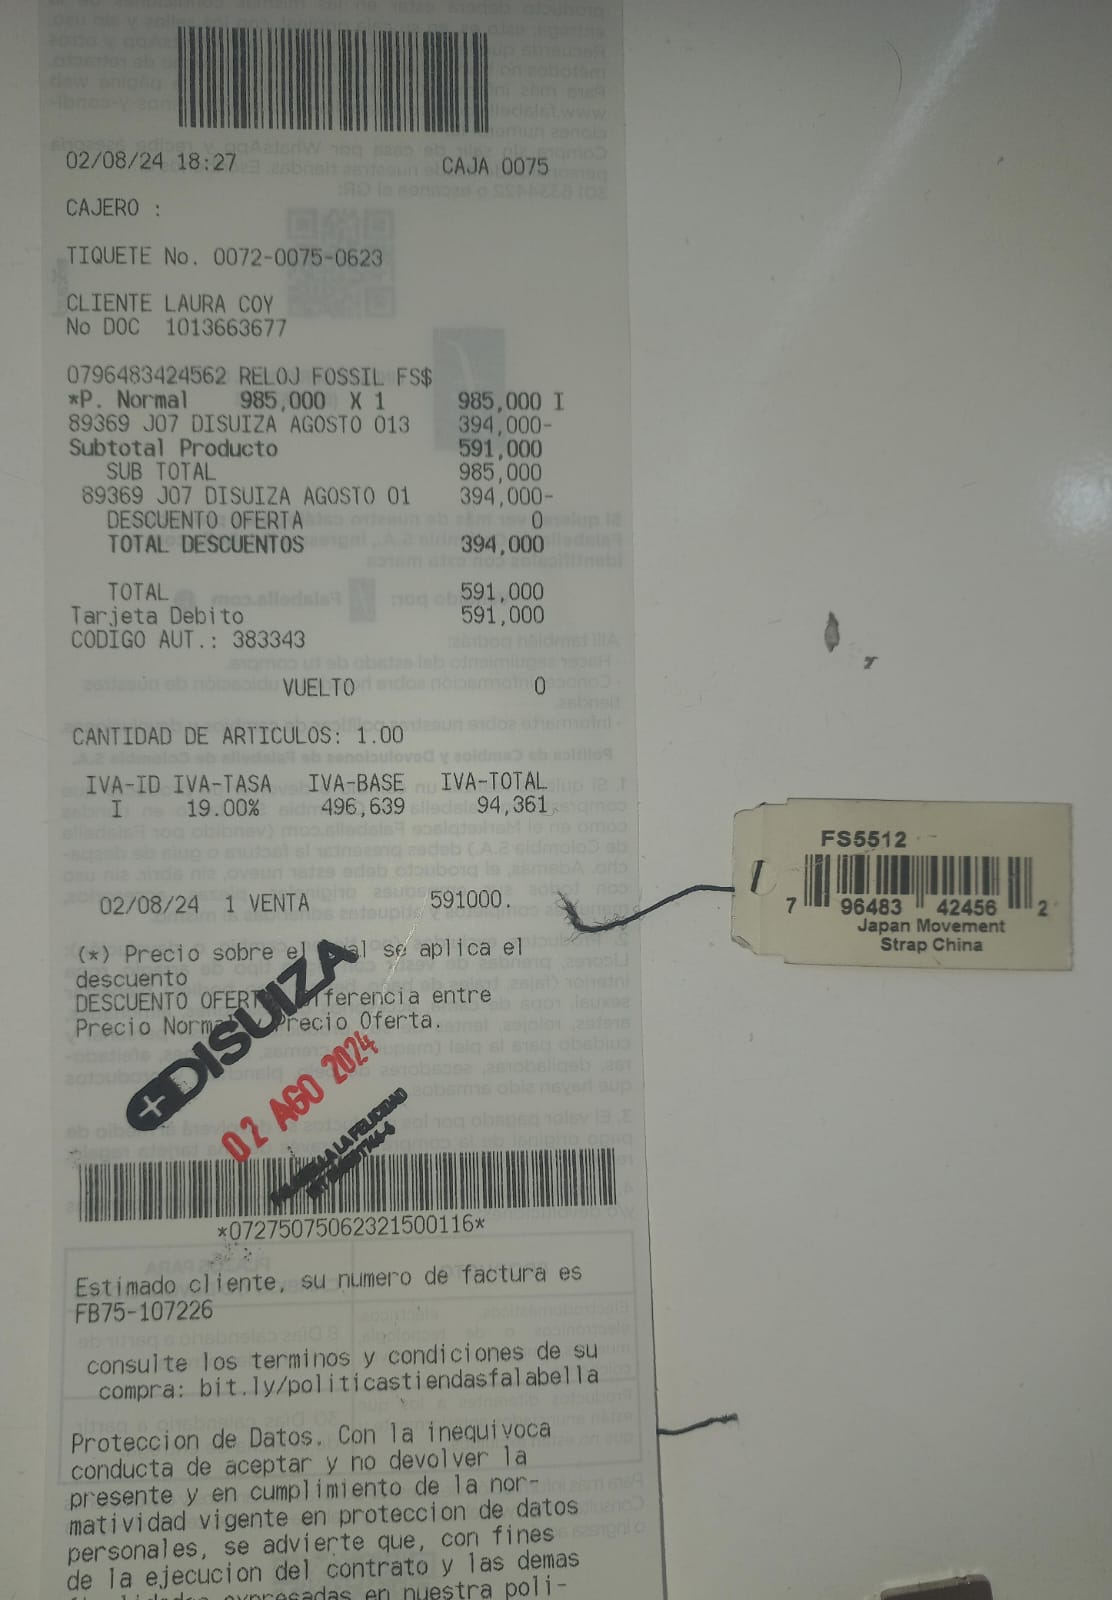 02/08/24 18:27 CAJA 0075
CAJERO :
TIQUETE No. 0072-0075-0623
CLIENTE LAURA COY
No DOC 1013663677
0796483424562 RELOJ FOSSIL FS$
*P. Normal 985,000 X 1 985,000 I
89369 J07 DISUIZA AGOSTO 013 394,000-
Subtotal Producto 591,000
SUB TOTAL 985,000
89369 J07 DISUIZA AGOSTO 01 394,000-
DESCUENTO OFERTA 0
TOTAL DESCUENTOS 394,000
TOTAL 591,000
Tarjeta Debito 591,000
CODIGO AUT.: 383343
VUELTO 0
CANTIDAD DE ARTICULOS: 1.00
IVA-ID IVA-TASA IVA-BASE IVA-TOTAL
I 19.00% 496,639 94,361
02/08/24 1 VENTA 591000.
(*) Precio sobre el cual se aplica el
descuento
DESCUENTO OFERTA diferencia entre
Precio Normal y Precio Oferta.
DISUIZA
02 AGO 2024
LA FELICIDAD
*07275075062321500116*
Estimado cliente, su numero de factura es
FB75-107226
consulte los terminos y condiciones de su
compra: bit.ly/politicastiendasfalabella
Proteccion de Datos. Con la inequivoca
conducta de aceptar y no devolver la
presente y en cumplimiento de la nor-
matividad vigente en proteccion de datos
personales, se advierte que, con fines
de la ejecucion del contrato y las demas
expresadas en nuestra poli-
FS5512
7 96483 42456 2
Japan Movement
Strap China